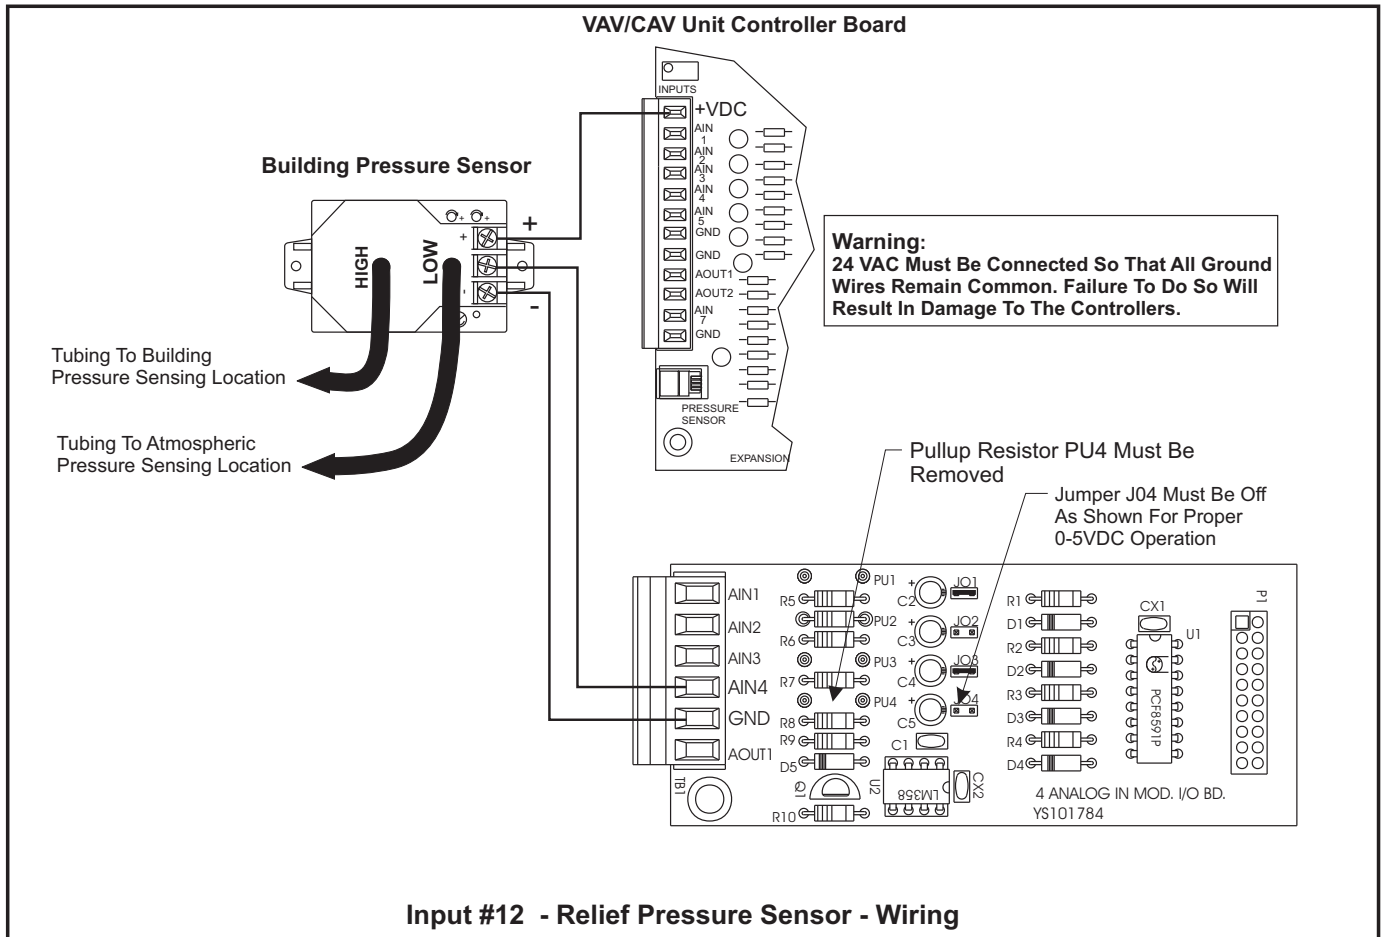 VAV/CAV Unit Controller Board
INPUTS
+VDC
AIN
1
AIN
2
AIN
3
AIN
4
AIN
5
GND
GND
AOUT1
AOUT2
AIN
7
GND
PRESSURE
SENSOR
EXPANSION
Building Pressure Sensor
HIGH
LOW
+
+
+
+
-
-
Tubing To Building
Pressure Sensing Location
Tubing To Atmospheric
Pressure Sensing Location
Warning:
24 VAC Must Be Connected So That All Ground
Wires Remain Common. Failure To Do So Will
Result In Damage To The Controllers.
Pullup Resistor PU4 Must Be
Removed
Jumper J04 Must Be Off
As Shown For Proper
0-5VDC Operation
AIN1
AIN2
AIN3
AIN4
GND
AOUT1
TB1
PU1
R5
PU2
R6
PU3
R7
PU4
R8
R9
D5
Q1
R10
+
C2
JO1
+
C3
JO2
+
C4
JO3
+
C5
JO4
C1
U2
LM358
CX2
R1
D1
R2
D2
R3
D3
R4
D4
CX1
U1
PCF8591P
P1
4 ANALOG IN MOD. I/O BD.
YS101784
Input #12 - Relief Pressure Sensor - Wiring